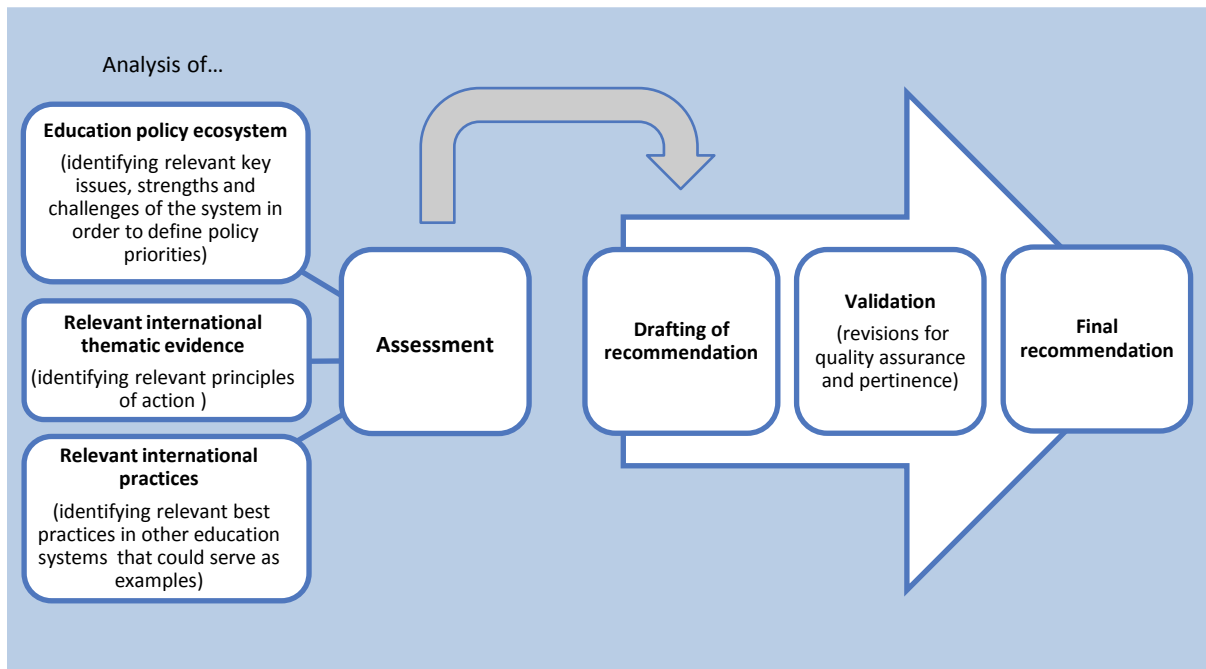 Analysis of...
Education policy ecosystem
(identifying relevant key
issues, strengths and
challenges of the system in
order to define policy
priorities)
Relevant international
thematic evidence
(identifying relevant principles
of action )
Relevant international
practices
(identifying relevant best
practices in other education
systems that could serve as
examples)
Assessment
Drafting of
recommendation
Validation
(revisions for
quality assurance
and pertinence)
Final
recommendation